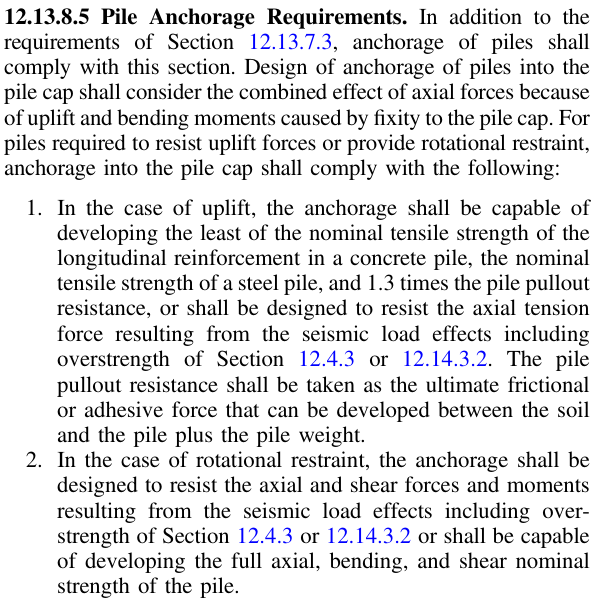 12.13.8.5 Pile Anchorage Requirements. In addition to the
requirements of Section 12.13.7.3, anchorage of piles shall
comply with this section. Design of anchorage of piles into the
pile cap shall consider the combined effect of axial forces because
of uplift and bending moments caused by fixity to the pile cap. For
piles required to resist uplift forces or provide rotational restraint,
anchorage into the pile cap shall comply with the following:
1. In the case of uplift, the anchorage shall be capable of
developing the least of the nominal tensile strength of the
longitudinal reinforcement in a concrete pile, the nominal
tensile strength of a steel pile, and 1.3 times the pile pullout
resistance, or shall be designed to resist the axial tension
force resulting from the seismic load effects including
overstrength of Section 12.4.3 or 12.14.3.2. The pile
pullout resistance shall be taken as the ultimate frictional
or adhesive force that can be developed between the soil
and the pile plus the pile weight.
2. In the case of rotational restraint, the anchorage shall be
designed to resist the axial and shear forces and moments
resulting from the seismic load effects including over-
strength of Section 12.4.3 or 12.14.3.2 or shall be capable
of developing the full axial, bending, and shear nominal
strength of the pile.